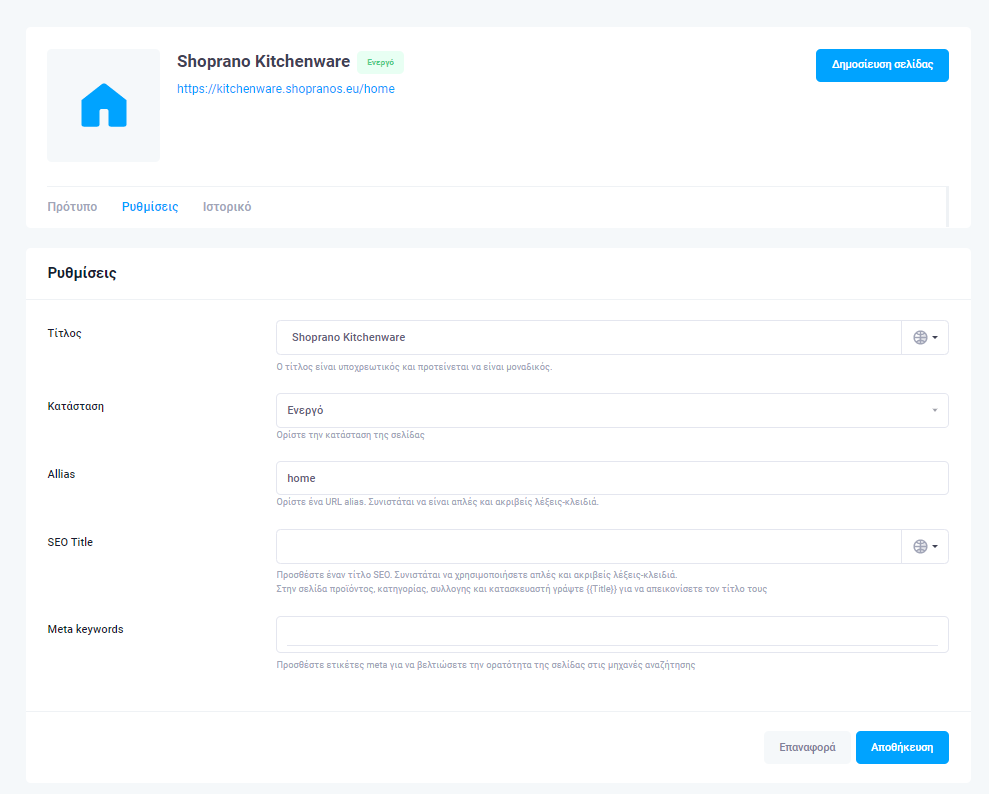 Shoprano Kitchenware Ενεργό
Δημοσίευση σελίδας
https://kitchenware.shopranos.eu/home
Πρότυπο Ρυθμίσεις Ιστορικό
Ρυθμίσεις
Τίτλος
Shoprano Kitchenware
Ο τίτλος είναι υποχρεωτικός και προτείνεται να είναι μοναδικός.
Κατάσταση
Ενεργό
Ορίστε την κατάσταση της σελίδας
Allias
home
Ορίστε ένα URL alias. Συνιστάται να είναι απλές και ακριβείς λέξεις-κλειδιά.
SEO Title
Προσθέστε έναν τίτλο SEO. Συνιστάται να χρησιμοποιήσετε απλές και ακριβείς λέξεις-κλειδιά.
Στην σελίδα προϊόντος, κατηγορίας, συλλογης και κατασκευαστή γράψτε {{Title}} για να απεικονίσετε τον τίτλο τους
Meta keywords
Προσθέστε ετικέτες meta για να βελτιώσετε την ορατότητα της σελίδας στις μηχανές αναζήτησης
Επαναφορά Αποθήκευση